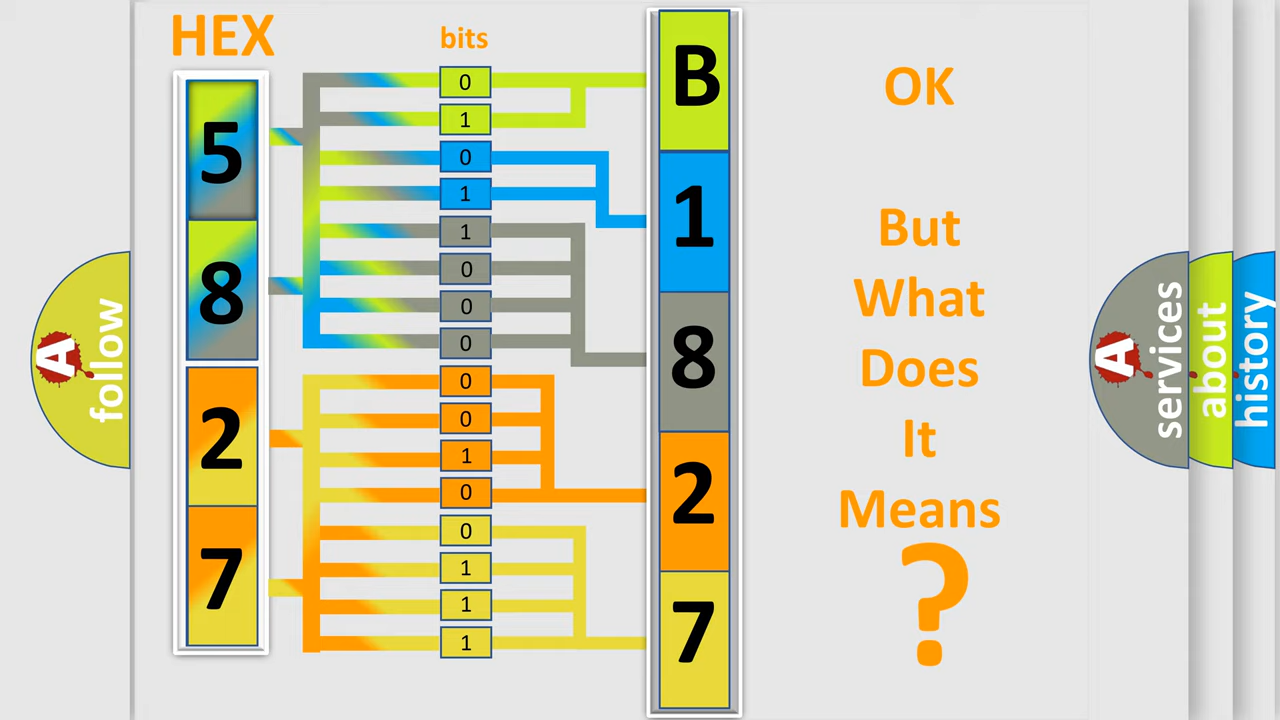 HEX
bits
5
8
2
7
0
1
0
1
1
0
0
0
0
0
1
0
0
1
1
1
B
1
8
2
7
OK
But
What
Does
It
Means
?
A
follow
A
services
about
history